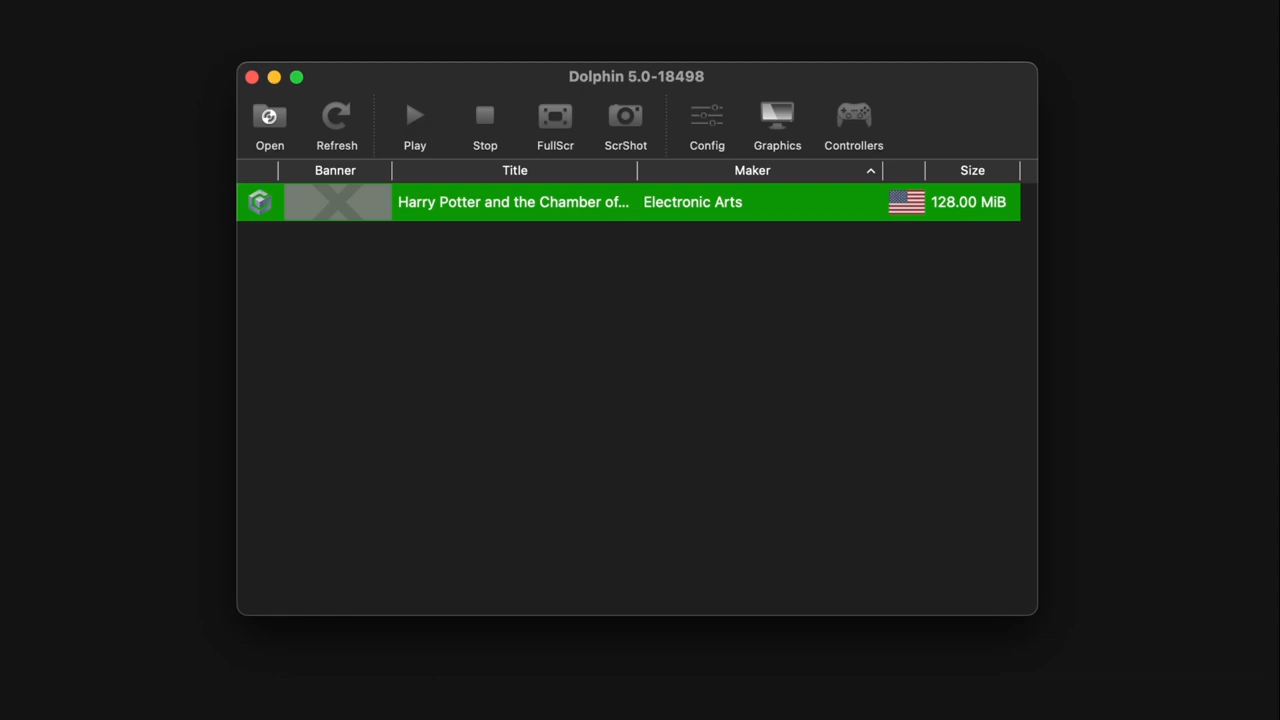 Dolphin 5.0-18498
Open Refresh Play Stop FullScr ScrShot Config Graphics Controllers
Banner Title Maker Size
Harry Potter and the Chamber of... Electronic Arts 128.00 MiB